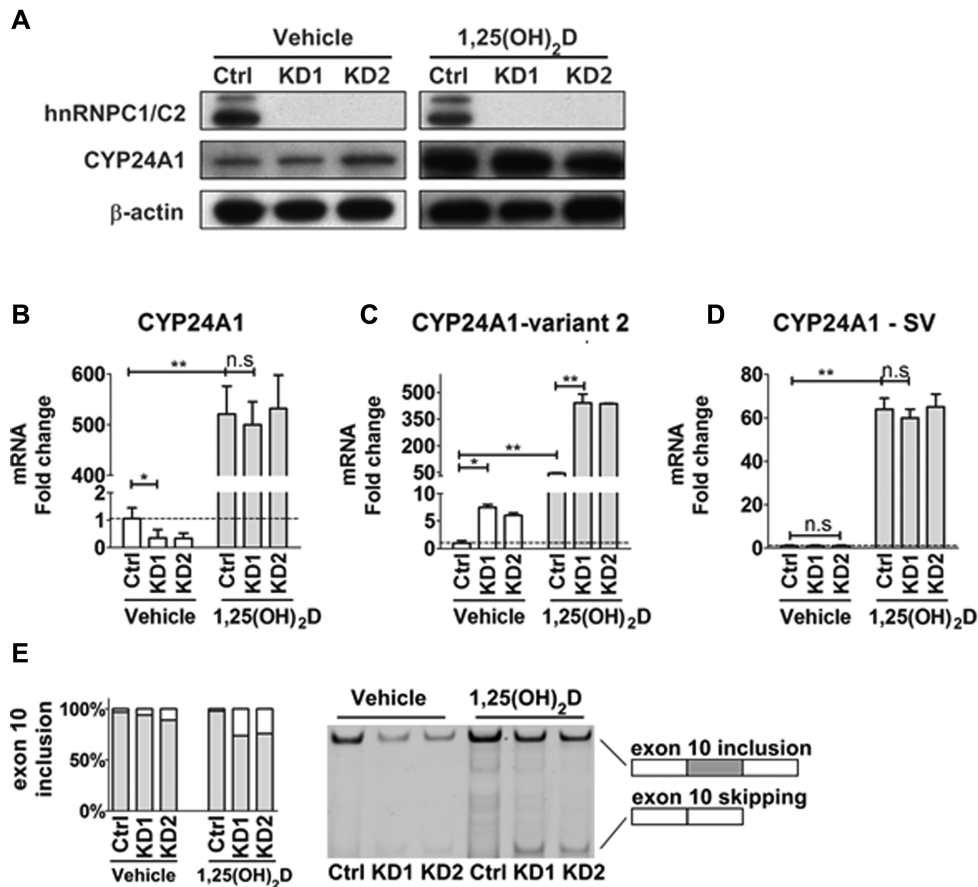 A
Vehicle 1,25(OH)2D
Ctrl KD1 KD2 Ctrl KD1 KD2
hnRNPC1/C2
CYP24A1
β-actin
B CYP24A1
mRNA
Fold change
600
500
400
2
1
0
** n.s
*
Ctrl KD1 KD2 Ctrl KD1 KD2
Vehicle 1,25(OH)2D
C CYP24A1-variant 2
mRNA
Fold change
500
350
200
50
10
5
0
**
**
*
Ctrl KD1 KD2 Ctrl KD1 KD2
Vehicle 1,25(OH)2D
D CYP24A1 - SV
mRNA
Fold change
80
60
40
20
0
** n.s
n.s
Ctrl KD1 KD2 Ctrl KD1 KD2
Vehicle 1,25(OH)2D
E
exon 10
inclusion
100%
50%
0%
Ctrl KD1 KD2 Ctrl KD1 KD2
Vehicle 1,25(OH)2D
Vehicle 1,25(OH)2D
Ctrl KD1 KD2 Ctrl KD1 KD2
exon 10 inclusion
exon 10 skipping